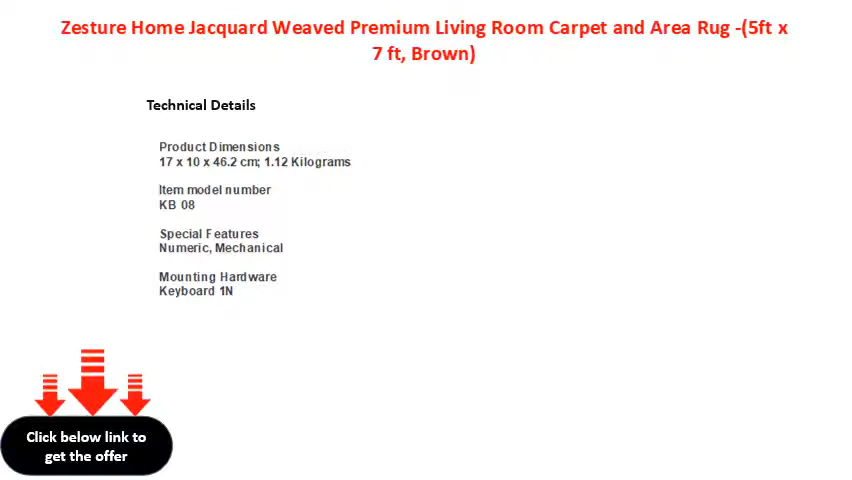 Zesture Home Jacquard Weaved Premium Living Room Carpet and Area Rug -(5ft x
7 ft, Brown)
Technical Details
Product Dimensions
17 x 10 x 46.2 cm; 1.12 Kilograms
Item model number
KB 08
Special Features
Numeric, Mechanical
Mounting Hardware
Keyboard 1N
Click below link to
get the offer